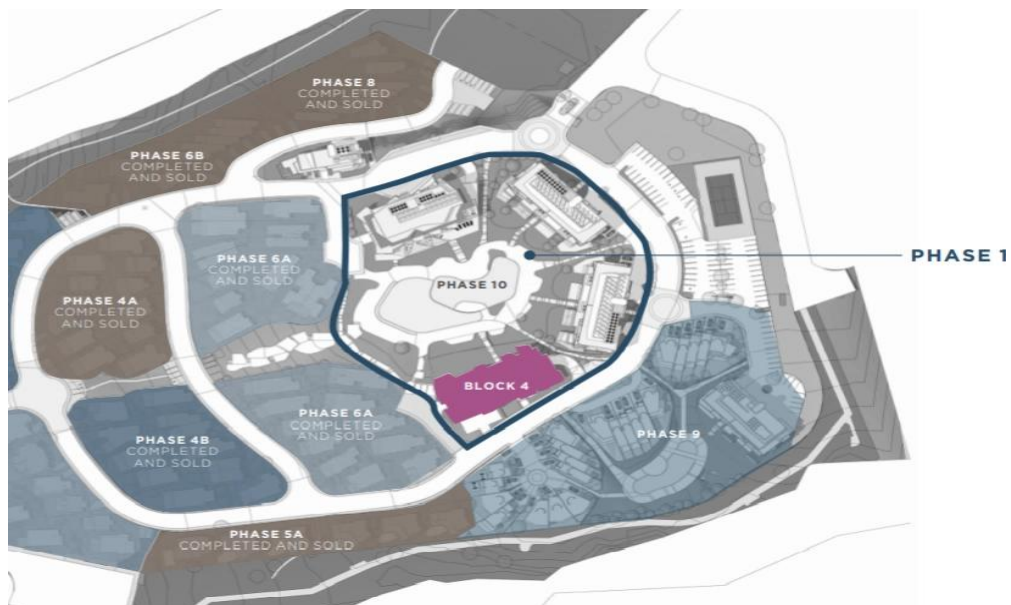 PHASE 8
COMPLETED
AND SOLD
PHASE 6B
COMPLETED
AND SOLD
PHASE 6A
COMPLETED
AND SOLD
PHASE 1
PHASE 10
PHASE 4A
COMPLETED
AND SOLD
BLOCK 4
PHASE 6A
COMPLETED
AND SOLD
PHASE 4B
COMPLETED
AND SOLD
PHASE 9
PHASE 5A
COMPLETED AND SOLD